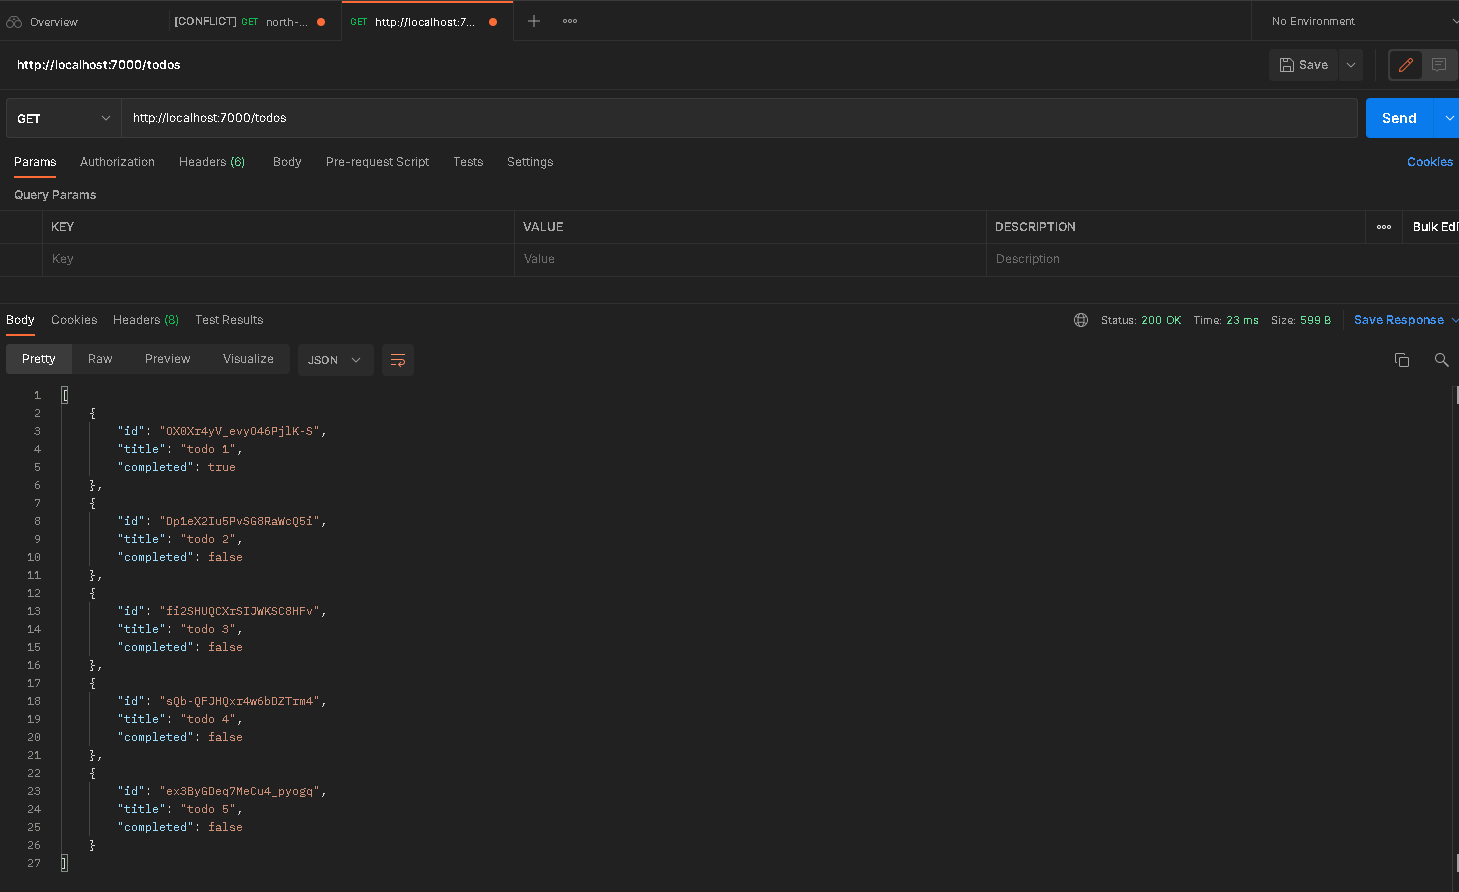 Overview [CONFLICT] GET north-... GET http://localhost:7... No Environment
http://localhost:7000/todos Save
GET http://localhost:7000/todos Send
Params Authorization Headers (6) Body Pre-request Script Tests Settings Cookies
Query Params
KEY VALUE DESCRIPTION Bulk Edi
Key Value Description
Body Cookies Headers (8) Test Results Status: 200 OK Time: 23 ms Size: 599 B Save Response
Pretty Raw Preview Visualize JSON
1 [
2 {
3 "id": "OX0Xr4yV_evyO46PjlK-S",
4 "title": "todo 1",
5 "completed": true
6 },
7 {
8 "id": "Dp1eX2Iu5PvSG8RaWcQ5i",
9 "title": "todo 2",
10 "completed": false
11 },
12 {
13 "id": "fi2SHUQCXrSIJWKSC8HFv",
14 "title": "todo 3",
15 "completed": false
16 },
17 {
18 "id": "sQb-QFJHQxr4w6bDZTrm4",
19 "title": "todo 4",
20 "completed": false
21 },
22 {
23 "id": "ex3ByGDeq7MeCu4_pyogq",
24 "title": "todo 5",
25 "completed": false
26 }
27 ]